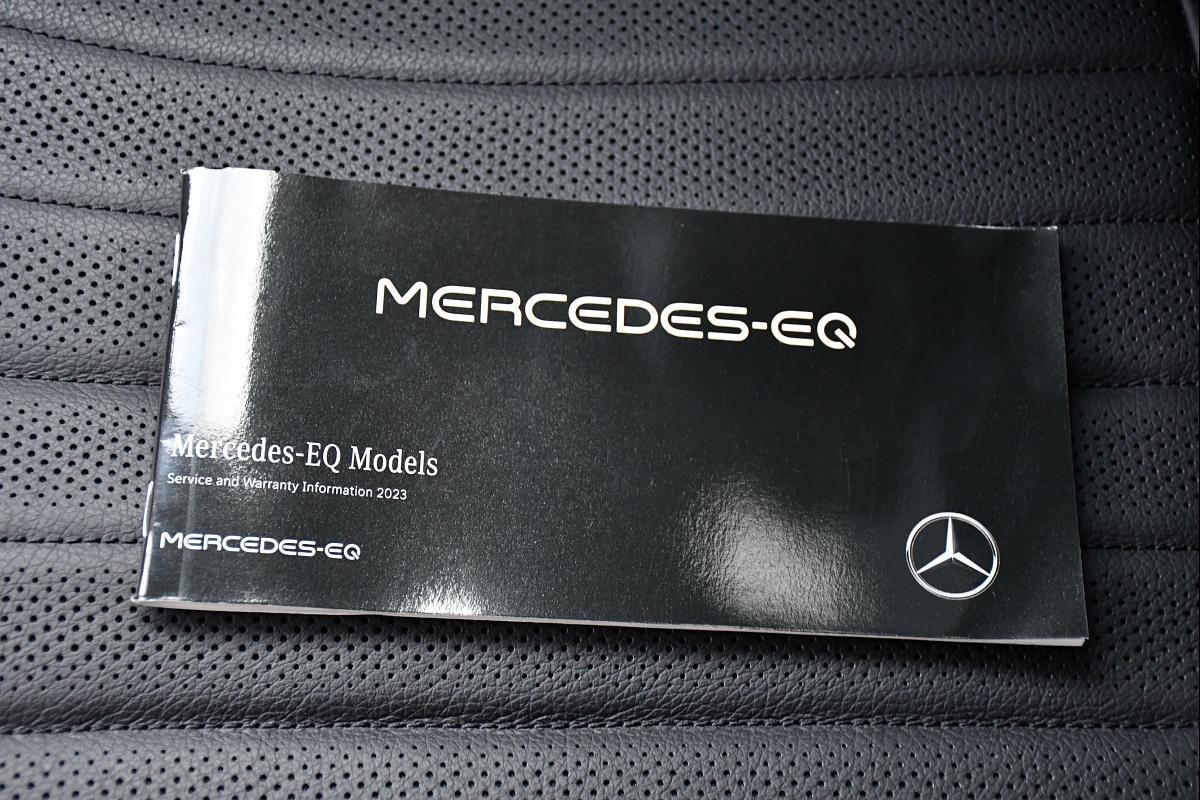 MERCEDES-EQ
Mercedes-EQ Models
Service and Warranty Information 2023
MERCEDES-EQ